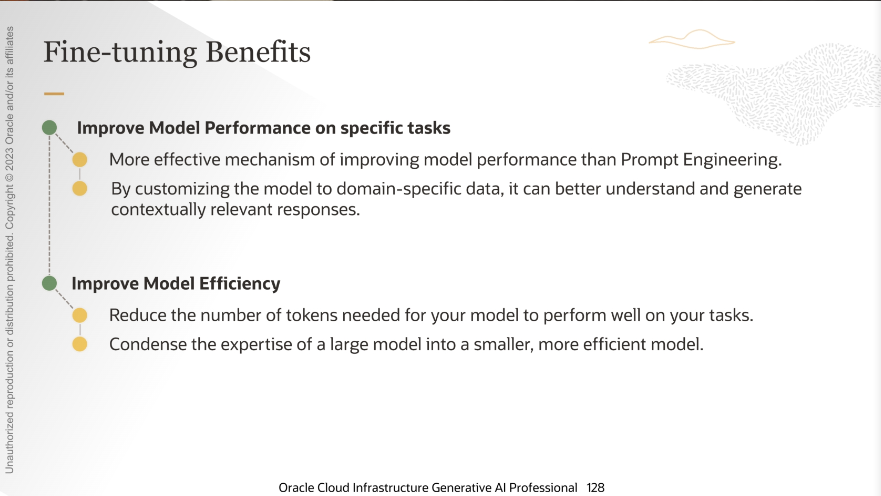 Fine-tuning Benefits
Improve Model Performance on specific tasks
More effective mechanism of improving model performance than Prompt Engineering.
By customizing the model to domain-specific data, it can better understand and generate
contextually relevant responses.
Improve Model Efficiency
Reduce the number of tokens needed for your model to perform well on your tasks.
Condense the expertise of a large model into a smaller, more efficient model.
Oracle Cloud Infrastructure Generative AI Professional 128
Unauthorized reproduction or distribution prohibited. Copyright © 2023 Oracle and/or its affiliates